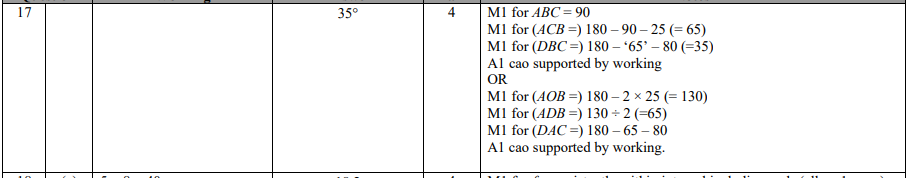 17 35° 4 M1 for ABC = 90
M1 for (ACB =) 180 – 90 – 25 (= 65)
M1 for (DBC =) 180 – ‘65’ – 80 (=35)
A1 cao supported by working
OR
M1 for (AOB =) 180 – 2 × 25 (= 130)
M1 for (ADB =) 130 ÷ 2 (=65)
M1 for (DAC =) 180 – 65 – 80
A1 cao supported by working.